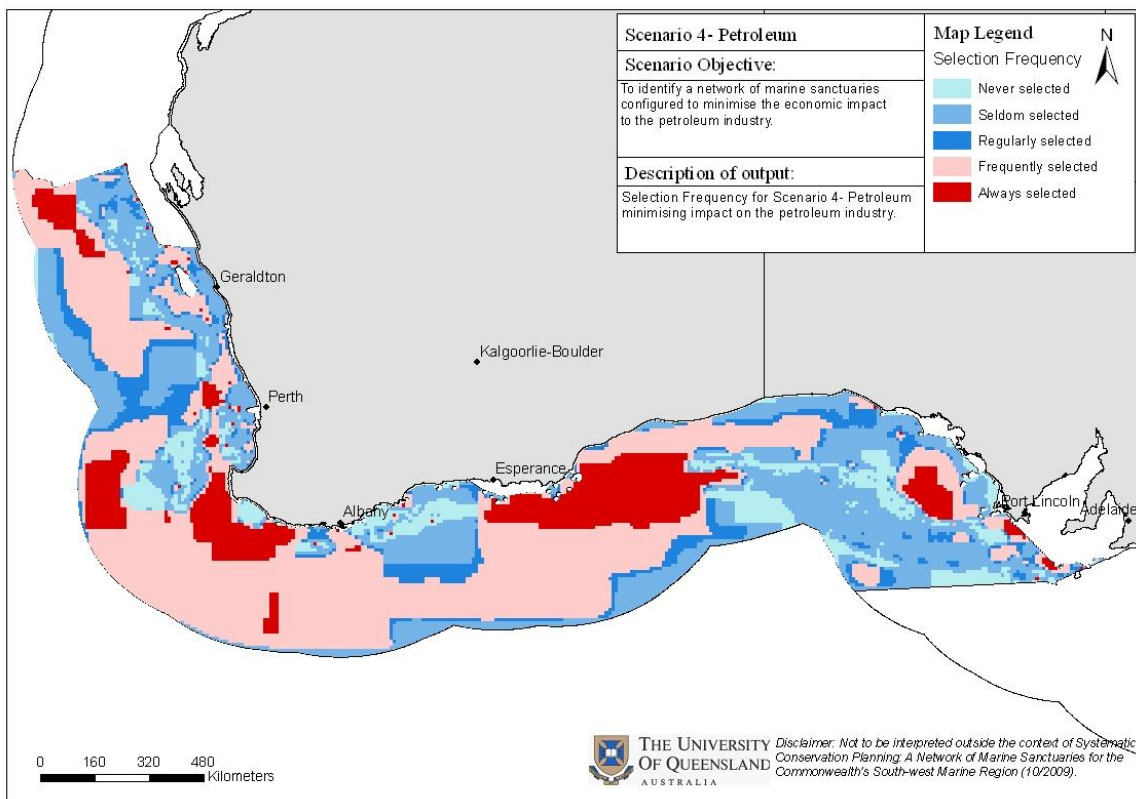 Scenario 4- Petroleum
Scenario Objective:
To identify a network of marine sanctuaries
configured to minimise the economic impact
to the petroleum industry.
Description of output:
Selection Frequency for Scenario 4- Petroleum
minimising impact on the petroleum industry.
Map Legend
Selection Frequency
Never selected
Seldom selected
Regularly selected
Frequently selected
Always selected
N
Geraldton
Kalgoorlie-Boulder
Perth
Esperance
Albany
Port Lincoln
Adelaide
0 160 320 480
Kilometers
THE UNIVERSITY
OF QUEENSLAND
AUSTRALIA
Disclaimer: Not to be interpreted outside the context of Systematic
Conservation Planning: A Network of Marine Sanctuaries for the
Commonwealth's South-west Marine Region (10/2009).